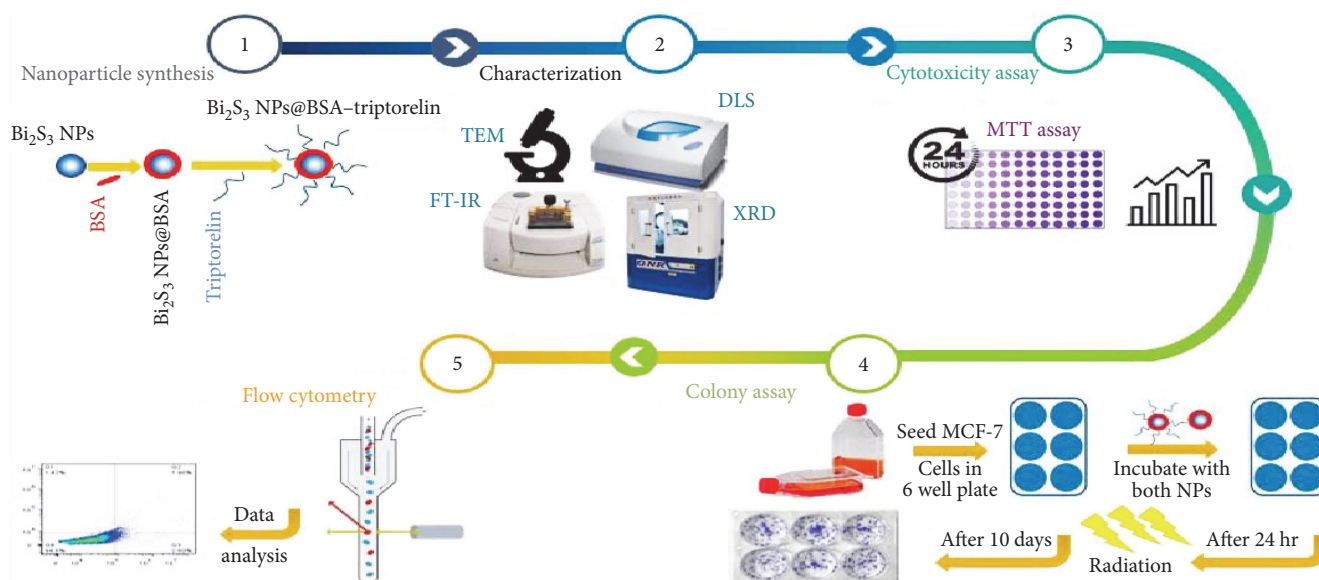 1
2
3
Nanoparticle synthesis
Characterization
Cytotoxicity assay
Bi₂S₃ NPs@BSA–triptorelin
Bi₂S₃ NPs
BSA
Bi₂S₃ NPs@BSA
Triptorelin
TEM
DLS
FT-IR
XRD
GNR
24
HOURS
MTT assay
5
4
Flow cytometry
Colony assay
Seed MCF-7
Cells in
6 well plate
Incubate with
both NPs
After 24 hr
Radiation
After 10 days
Data
analysis